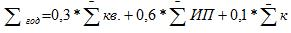 ∑ год = 0,3 * ∑̄ кв. + 0,6 * ∑̄ ИП + 0,1 * ∑̄ к